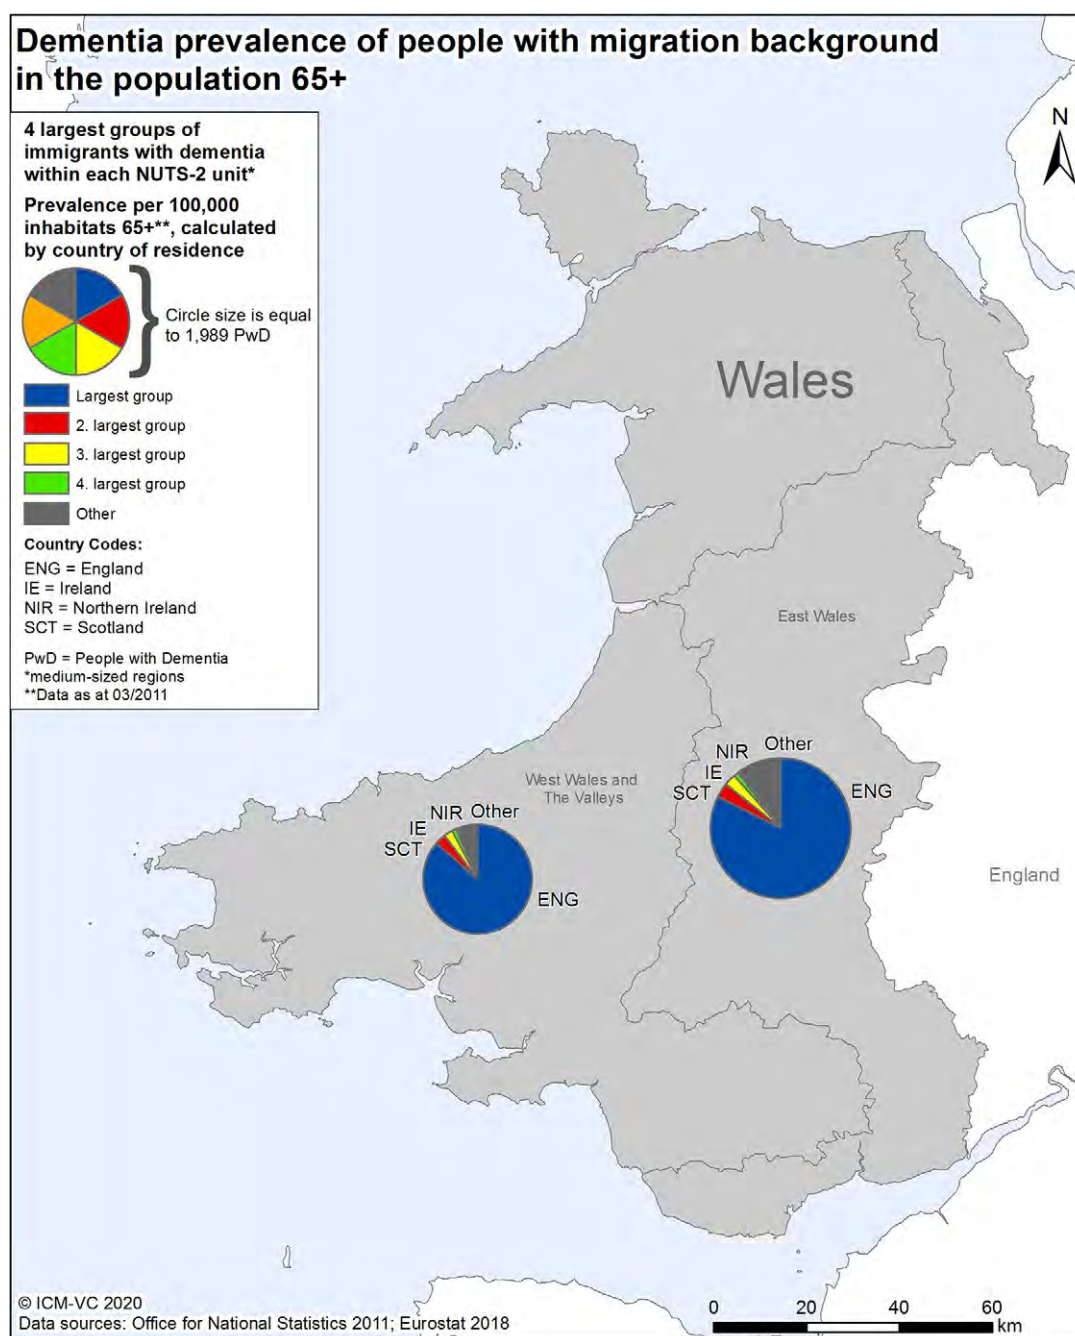 Dementia prevalence of people with migration background
in the population 65+
4 largest groups of
immigrants with dementia
within each NUTS-2 unit*
Prevalence per 100,000
inhabitats 65+**, calculated
by country of residence
Circle size is equal
to 1,989 PwD
Largest group
2. largest group
3. largest group
4. largest group
Other
Country Codes:
ENG = England
IE = Ireland
NIR = Northern Ireland
SCT = Scotland
PwD = People with Dementia
*medium-sized regions
**Data as at 03/2011
N
Wales
East Wales
NIR
Other
IE
SCT
ENG
West Wales and
The Valleys
NIR
Other
IE
SCT
ENG
England
© ICM-VC 2020
Data sources: Office for National Statistics 2011; Eurostat 2018
0 20 40 60
km